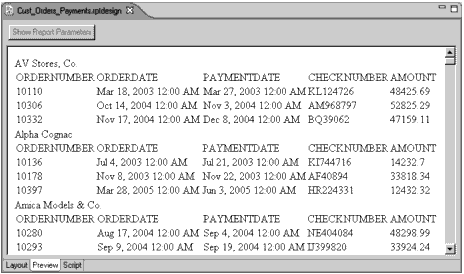 Cust_Orders_Payments.rptdesign
Show Report Parameters
AV Stores, Co.
ORDERNUMBER ORDERDATE PAYMENTDATE CHECKNUMBER AMOUNT
10110 Mar 18, 2003 12:00 AM Mar 27, 2003 12:00 AM KL124726 48425.69
10306 Oct 14, 2004 12:00 AM Nov 3, 2004 12:00 AM AM968797 52825.29
10332 Nov 17, 2004 12:00 AM Dec 8, 2004 12:00 AM BQ39062 47159.11
Alpha Cognac
ORDERNUMBER ORDERDATE PAYMENTDATE CHECKNUMBER AMOUNT
10136 Jul 4, 2003 12:00 AM Jul 21, 2003 12:00 AM KI744716 14232.7
10178 Nov 8, 2003 12:00 AM Nov 22, 2003 12:00 AM AF40894 33818.34
10397 Mar 28, 2005 12:00 AM Jun 3, 2005 12:00 AM HR224331 12432.32
Amica Models & Co.
ORDERNUMBER ORDERDATE PAYMENTDATE CHECKNUMBER AMOUNT
10280 Aug 17, 2004 12:00 AM Sep 4, 2004 12:00 AM NE404084 48298.99
10293 Sep 9, 2004 12:00 AM Sep 19, 2004 12:00 AM IJ399820 33924.24
Layout Preview Script